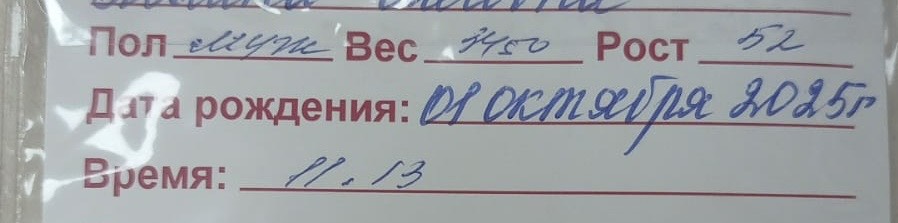 Пол муж Вес 3450 Рост 52
Дата рождения: 01 октября 2025г
Время: 11.13